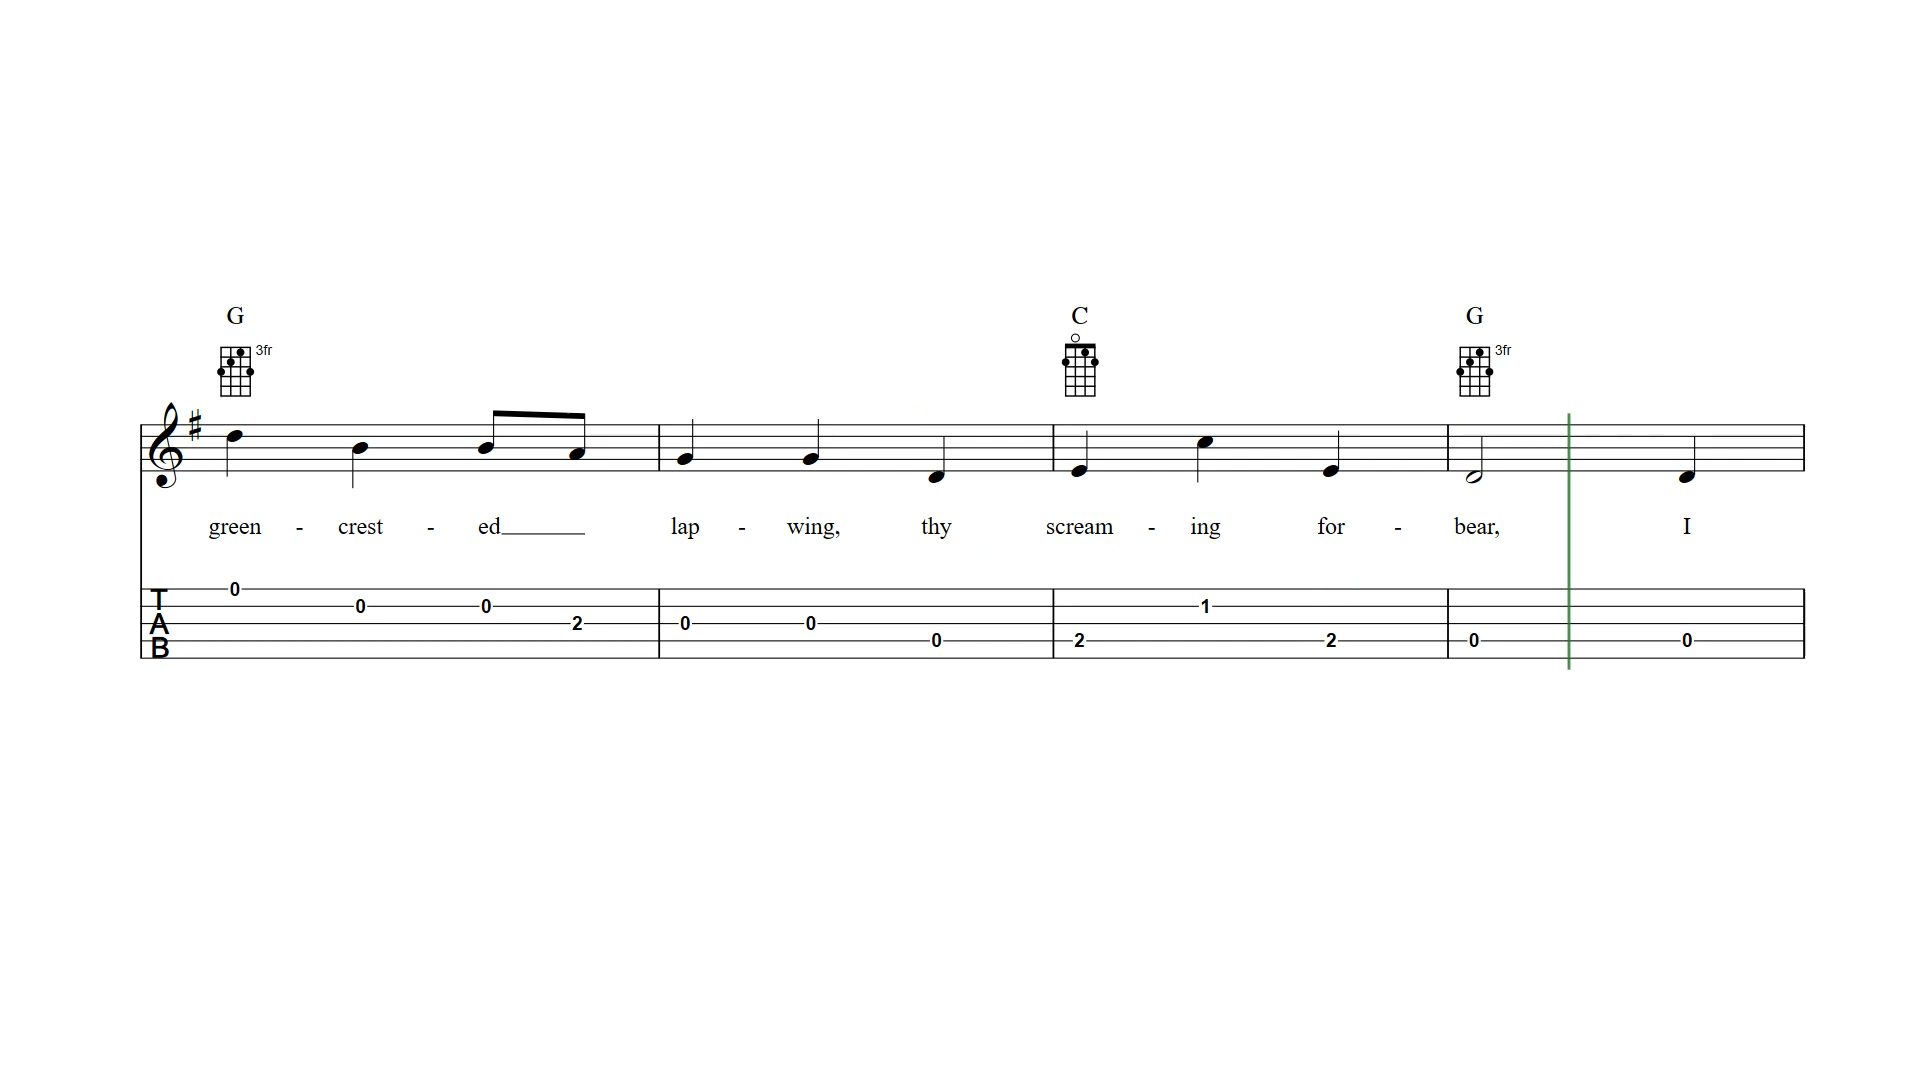 G C G
3fr 3fr
green - crest - ed____ lap - wing, thy scream - ing for - bear, I
T 0 0 0 2 0 0 0 2 1 2 0 0
A
B